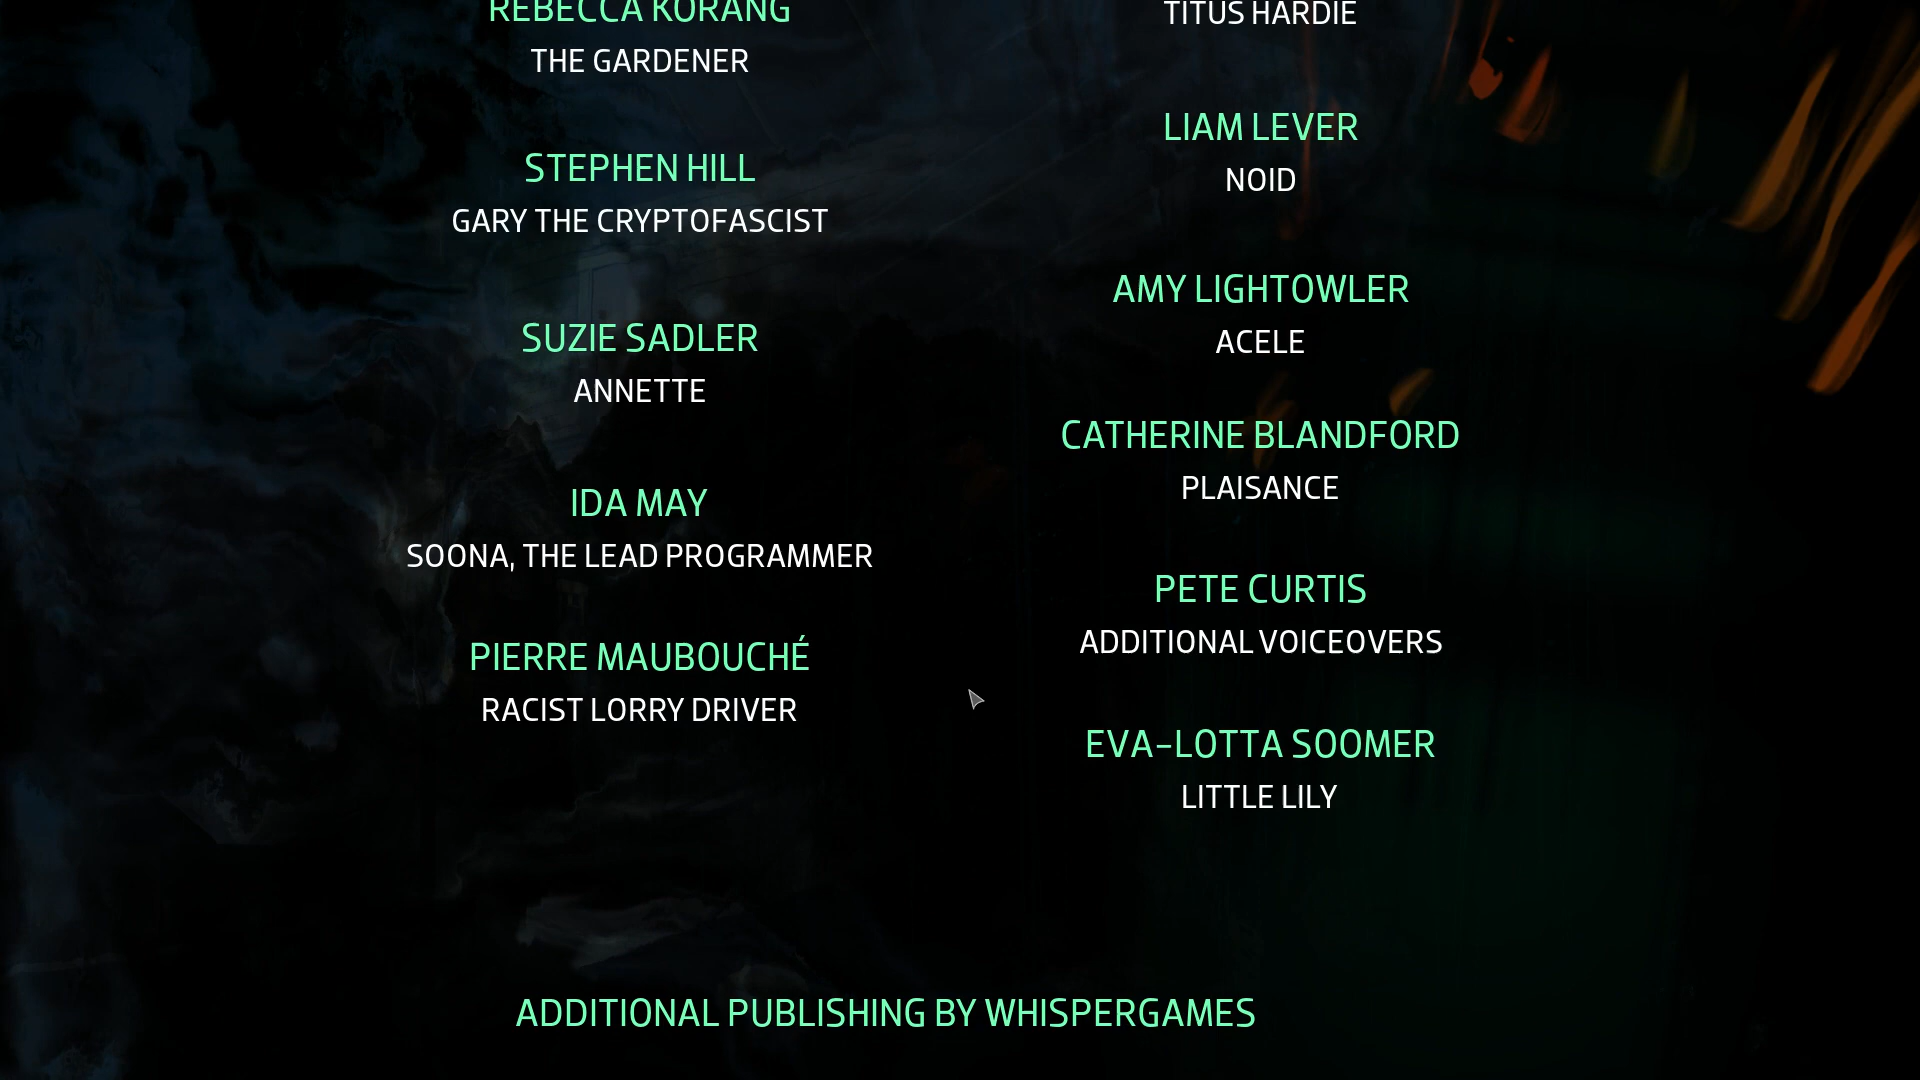 REBECCA KORANG
THE GARDENER
STEPHEN HILL
GARY THE CRYPTOFASCIST
SUZIE SADLER
ANNETTE
IDA MAY
SOONA, THE LEAD PROGRAMMER
PIERRE MAUBOUCHÉ
RACIST LORRY DRIVER
TITUS HARDIE
LIAM LEVER
NOID
AMY LIGHTOWLER
ACELE
CATHERINE BLANDFORD
PLAISANCE
PETE CURTIS
ADDITIONAL VOICEOVERS
EVA-LOTTA SOOMER
LITTLE LILY
ADDITIONAL PUBLISHING BY WHISPERGAMES